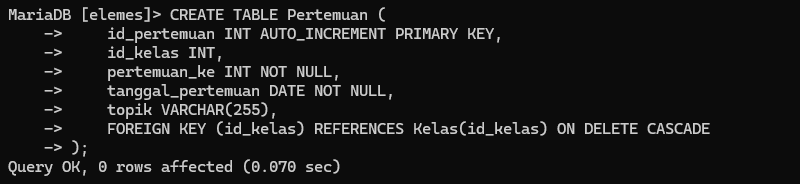 MariaDB [elemes]> CREATE TABLE Pertemuan (
    ->     id_pertemuan INT AUTO_INCREMENT PRIMARY KEY,
    ->     id_kelas INT,
    ->     pertemuan_ke INT NOT NULL,
    ->     tanggal_pertemuan DATE NOT NULL,
    ->     topik VARCHAR(255),
    ->     FOREIGN KEY (id_kelas) REFERENCES Kelas(id_kelas) ON DELETE CASCADE
    -> );
Query OK, 0 rows affected (0.070 sec)